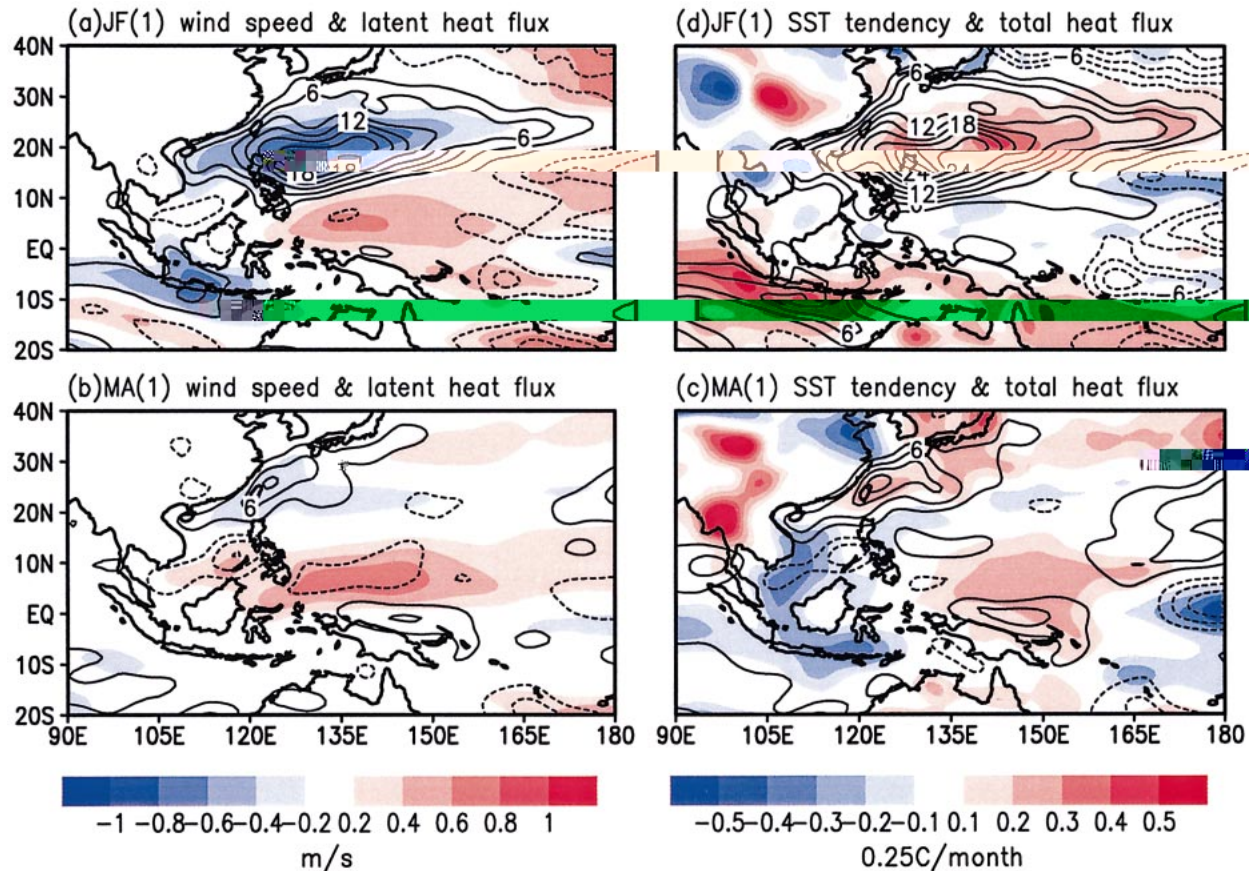 (a)JF(1) wind speed & latent heat flux
(d)JF(1) SST tendency & total heat flux
40N
30N
20N
10N
EQ
10S
20S
6
12
6
18
6
-6
12
18
24
12
6
6
(b)MA(1) wind speed & latent heat flux
(c)MA(1) SST tendency & total heat flux
40N
30N
20N
10N
EQ
10S
20S
6
6
90E 105E 120E 135E 150E 165E 180
90E 105E 120E 135E 150E 165E 180
-1 -0.8 -0.6 -0.4 -0.2 0.2 0.4 0.6 0.8 1
-0.5 -0.4 -0.3 -0.2 -0.1 0.1 0.2 0.3 0.4 0.5
m/s
0.25C/month